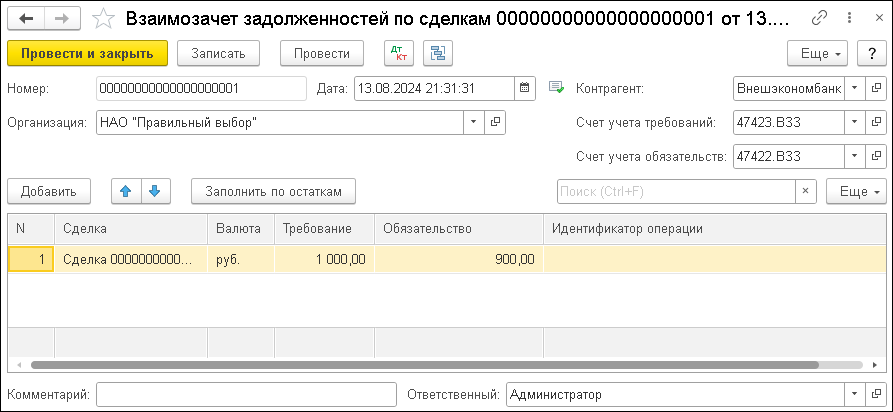 Взаимозачет задолженностей по сделкам 00000000000000000001 от 13....
Провести и закрыть Записать Провести Дт Кт Еще ?
Номер: 00000000000000000001 Дата: 13.08.2024 21:31:31 Контрагент: Внешэкономбанк
Организация: НАО "Правильный выбор" Счет учета требований: 47423.В33
Счет учета обязательств: 47422.В33
Добавить Заполнить по остаткам Поиск (Ctrl+F) × Еще
N Сделка Валюта Требование Обязательство Идентификатор операции
1 Сделка 0000000000... руб. 1 000,00 900,00
Комментарий: Ответственный: Администратор